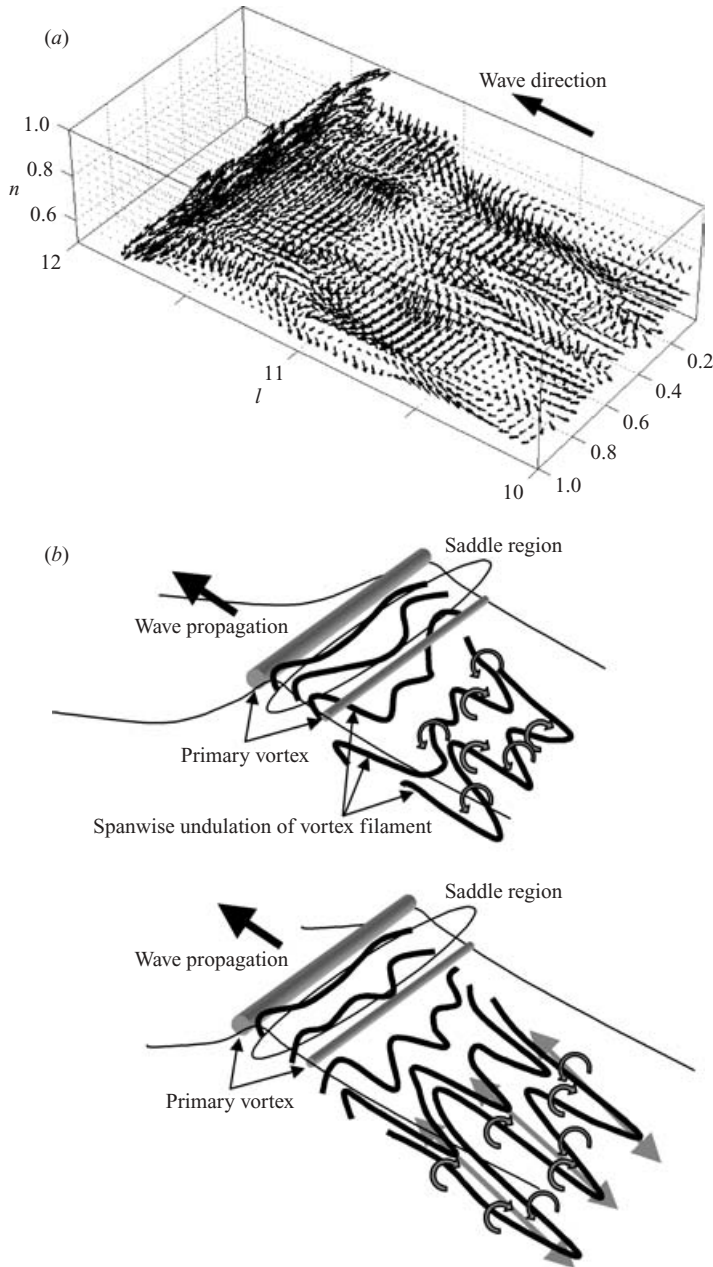 (a)
Wave direction
1.0
0.8
n
0.6
12
11
l
10
0.2
0.4
0.6
0.8
1.0
(b)
Saddle region
Wave propagation
Primary vortex
Spanwise undulation of vortex filament
Saddle region
Wave propagation
Primary vortex